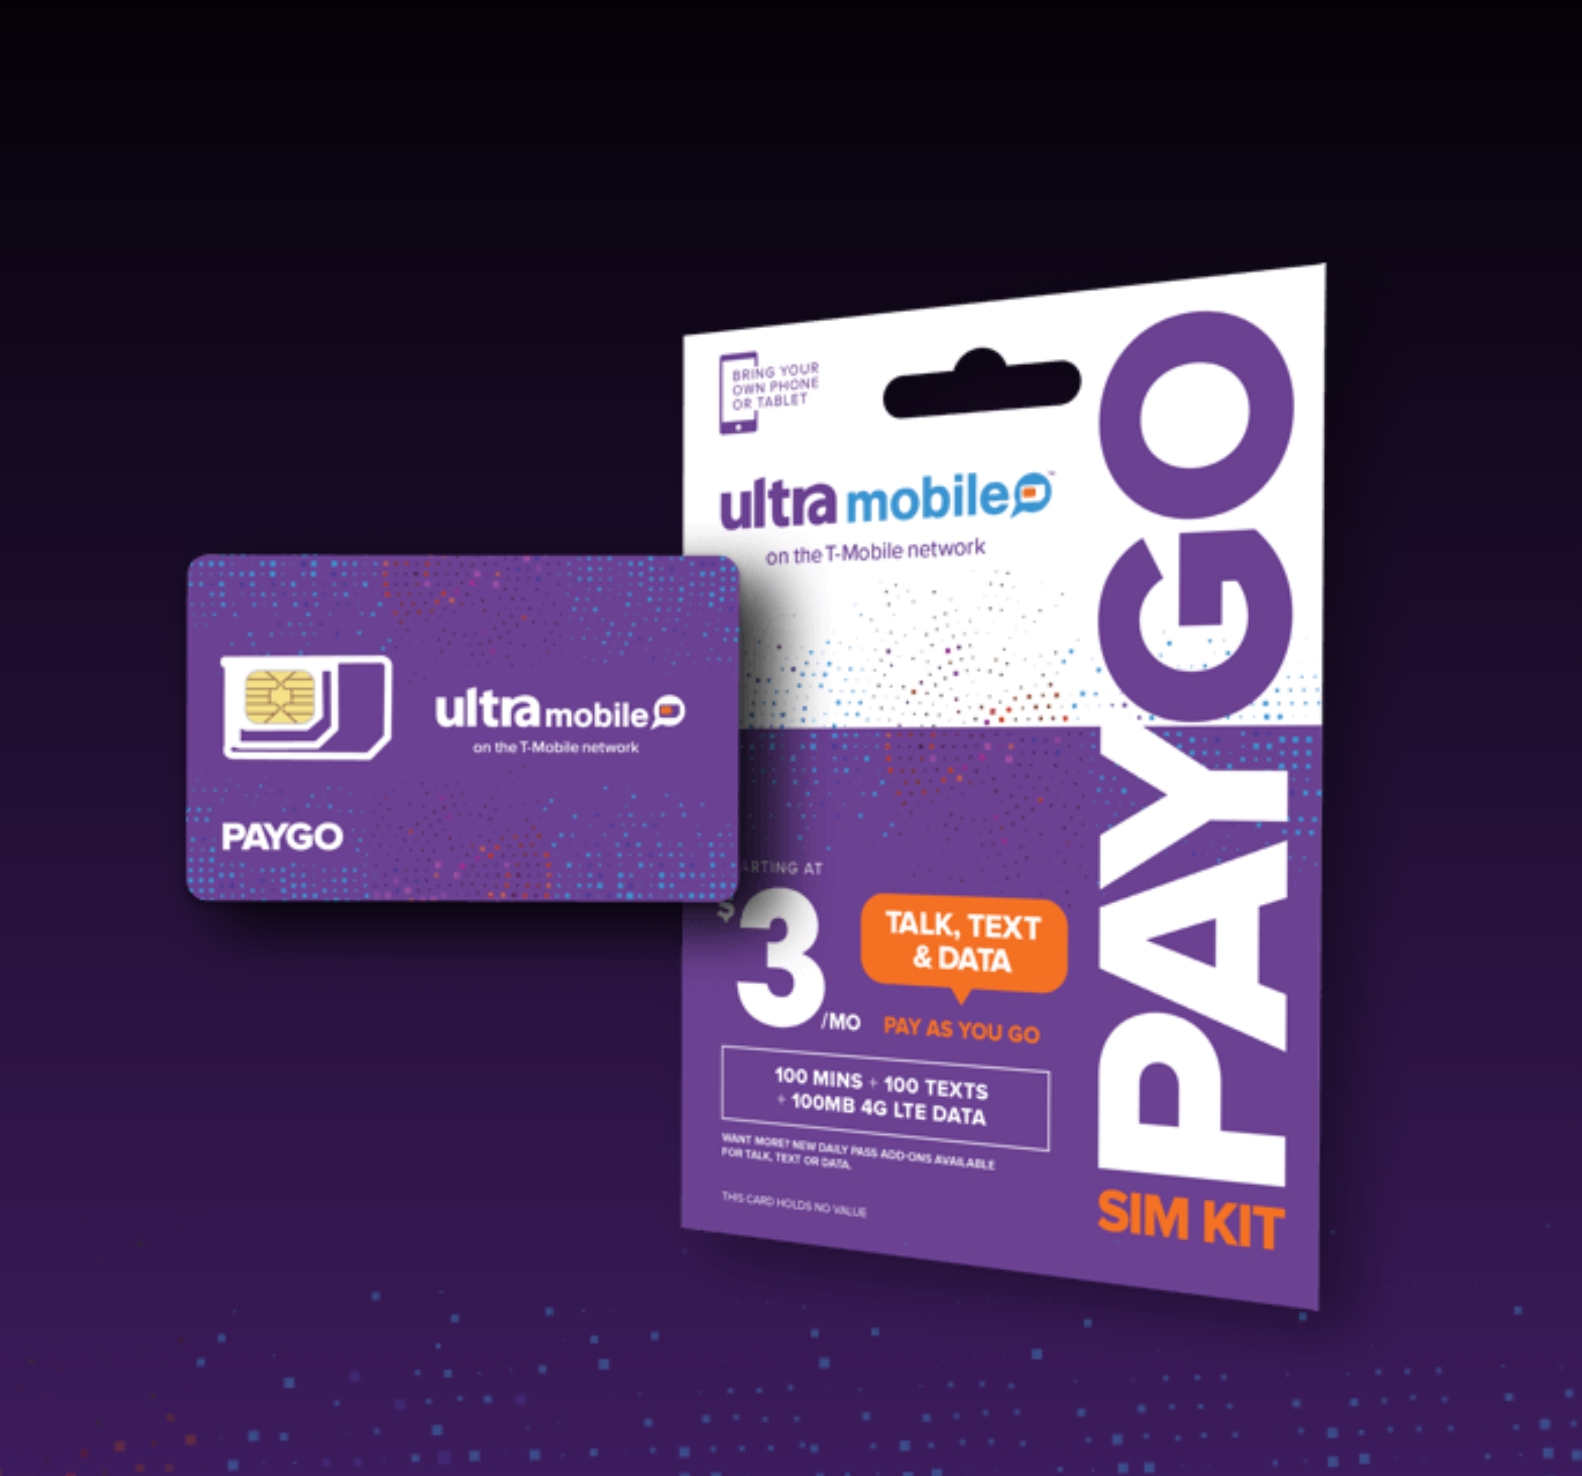 BRING YOUR
OWN PHONE
OR TABLET
ultra mobile
™
on the T-Mobile network
PAYGO
SIM KIT
ultra mobile
on the T-Mobile network
PAYGO
ARTING AT
$3/MO
TALK, TEXT
& DATA
PAY AS YOU GO
100 MINS + 100 TEXTS
+ 100MB 4G LTE DATA
WANT MORE? NEW DAILY PASS ADD-ONS AVAILABLE
FOR TALK, TEXT OR DATA.
THIS CARD HOLDS NO VALUE